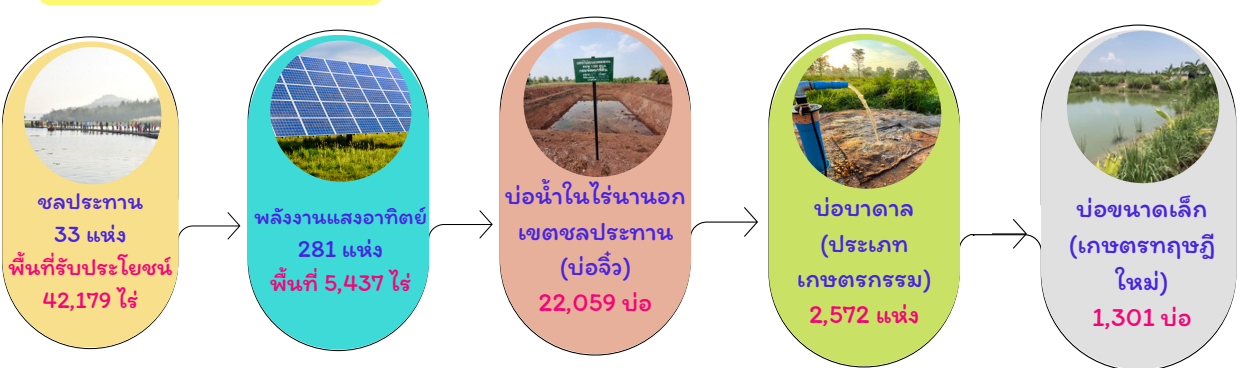 ชลประทาน
33 แห่ง
พื้นที่รับประโยชน์
42,179 ไร่
พลังงานแสงอาทิตย์
281 แห่ง
พื้นที่ 5,437 ไร่
บ่อน้ำในไร่นานอก
เขตชลประทาน
(บ่อจิ๋ว)
22,059 บ่อ
บ่อบาดาล
(ประเภท
เกษตรกรรม)
2,572 แห่ง
บ่อขนาดเล็ก
(เกษตรทฤษฎี
ใหม่)
1,301 บ่อ